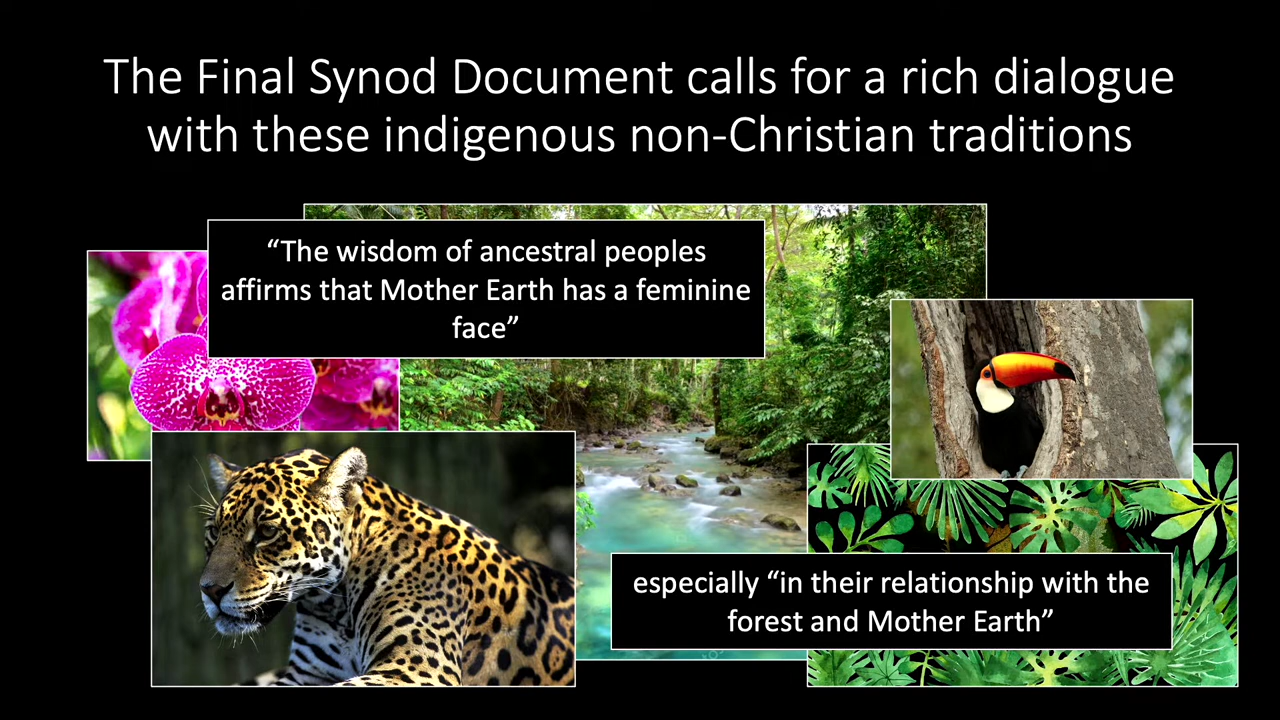 The Final Synod Document calls for a rich dialogue
with these indigenous non-Christian traditions
“The wisdom of ancestral peoples
affirms that Mother Earth has a feminine
face”
especially “in their relationship with the
forest and Mother Earth”